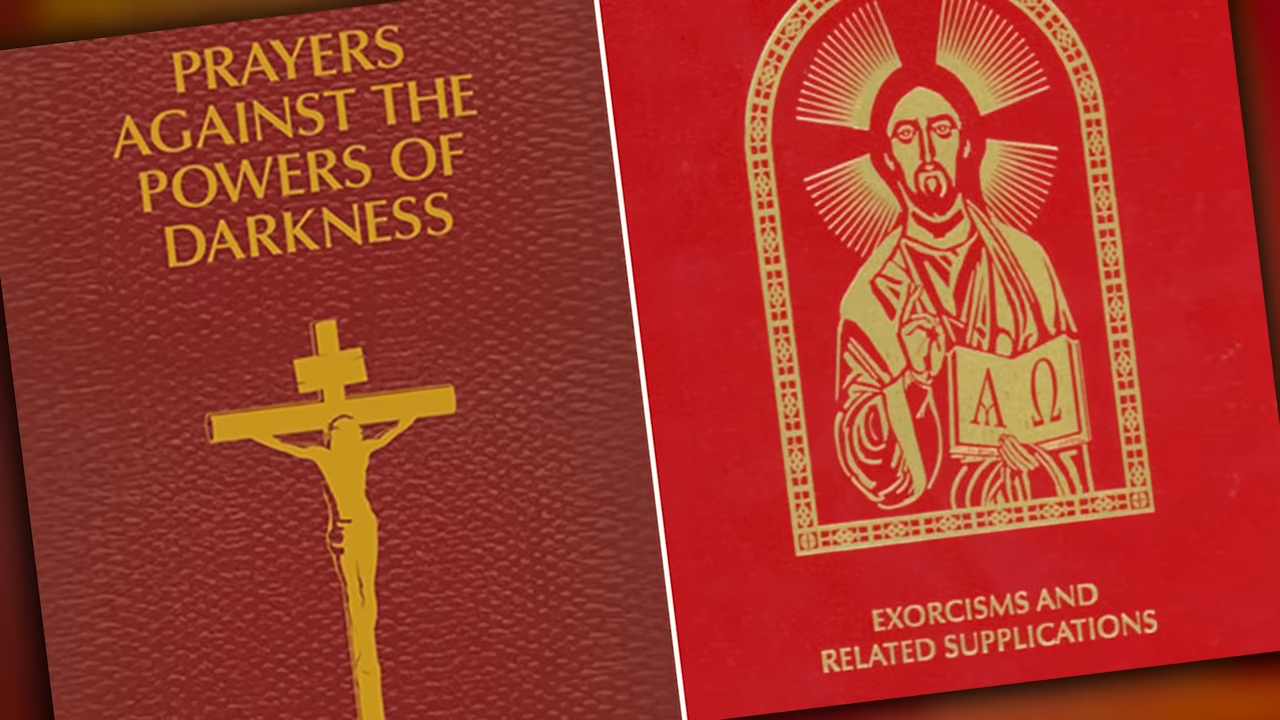 PRAYERS
AGAINST THE
POWERS OF
DARKNESS
Α Ω
EXORCISMS AND
RELATED SUPPLICATIONS